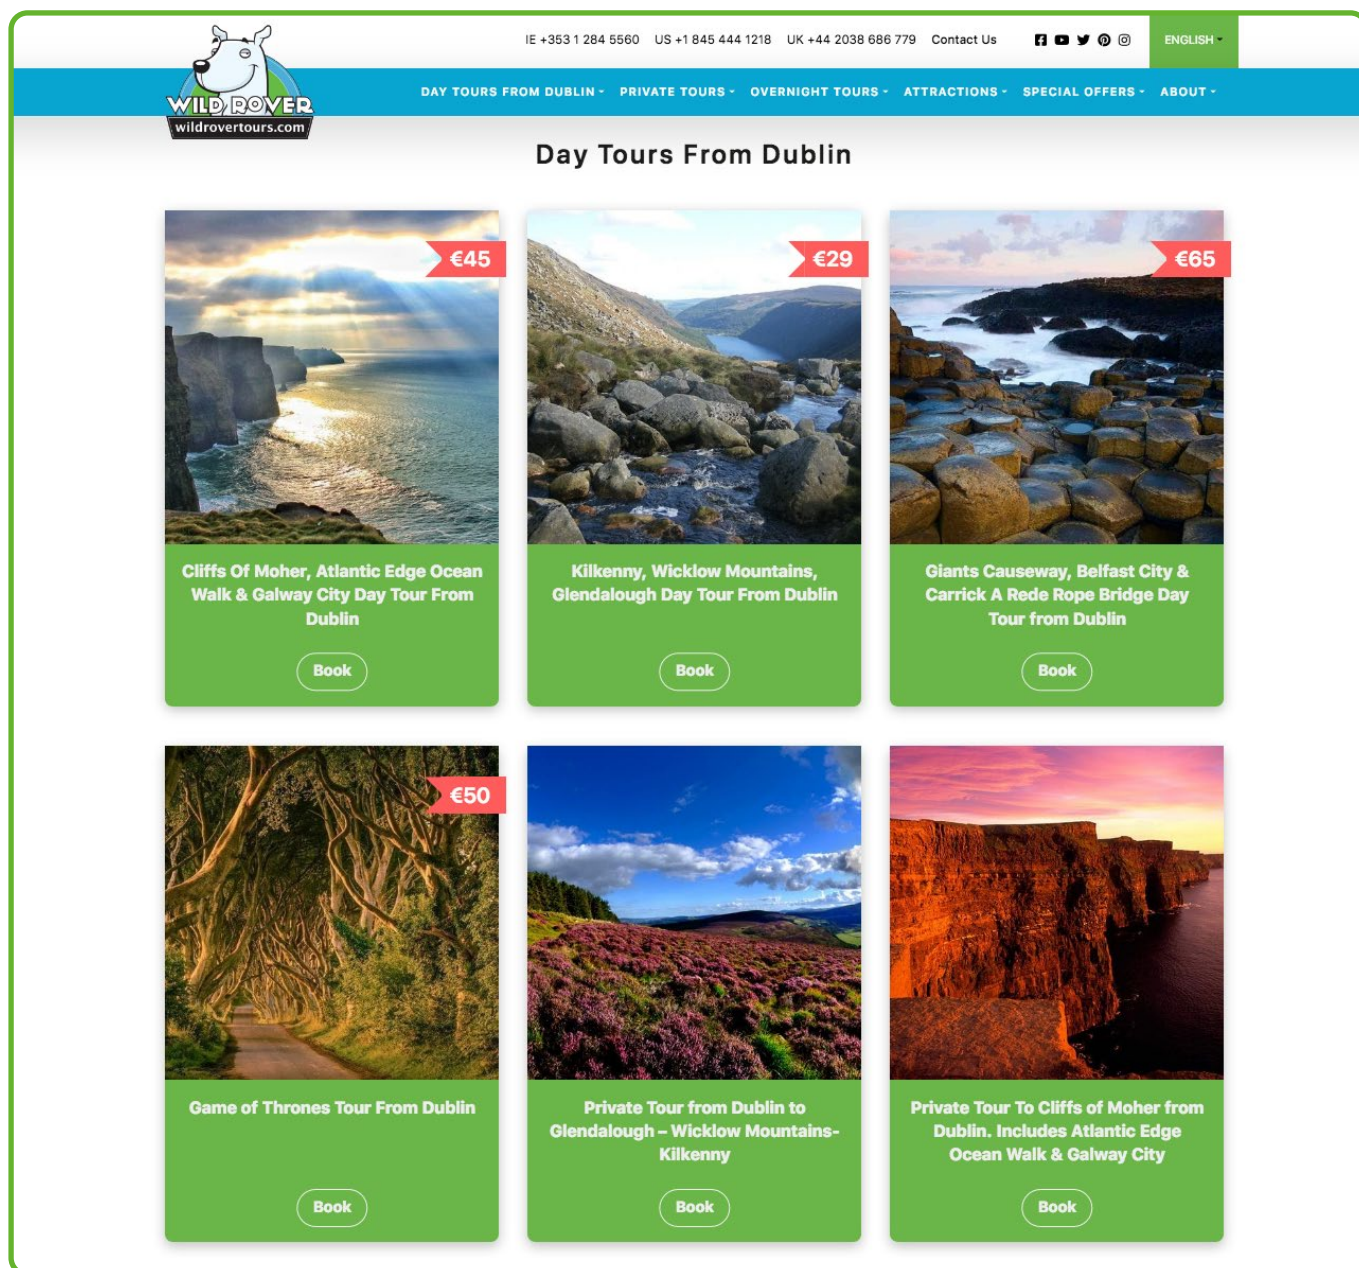 IE +353 1 284 5560 US +1 845 444 1218 UK +44 2038 686 779 Contact Us ENGLISH
WILD ROVER
wildrovertours.com
DAY TOURS FROM DUBLIN PRIVATE TOURS OVERNIGHT TOURS ATTRACTIONS SPECIAL OFFERS ABOUT
Day Tours From Dublin
€45
Cliffs Of Moher, Atlantic Edge Ocean
Walk & Galway City Day Tour From
Dublin
Book
€29
Kilkenny, Wicklow Mountains,
Glendalough Day Tour From Dublin
Book
€65
Giants Causeway, Belfast City &
Carrick A Rede Rope Bridge Day
Tour from Dublin
Book
€50
Game of Thrones Tour From Dublin
Book
Private Tour from Dublin to
Glendalough – Wicklow Mountains-
Kilkenny
Book
Private Tour To Cliffs of Moher from
Dublin. Includes Atlantic Edge
Ocean Walk & Galway City
Book